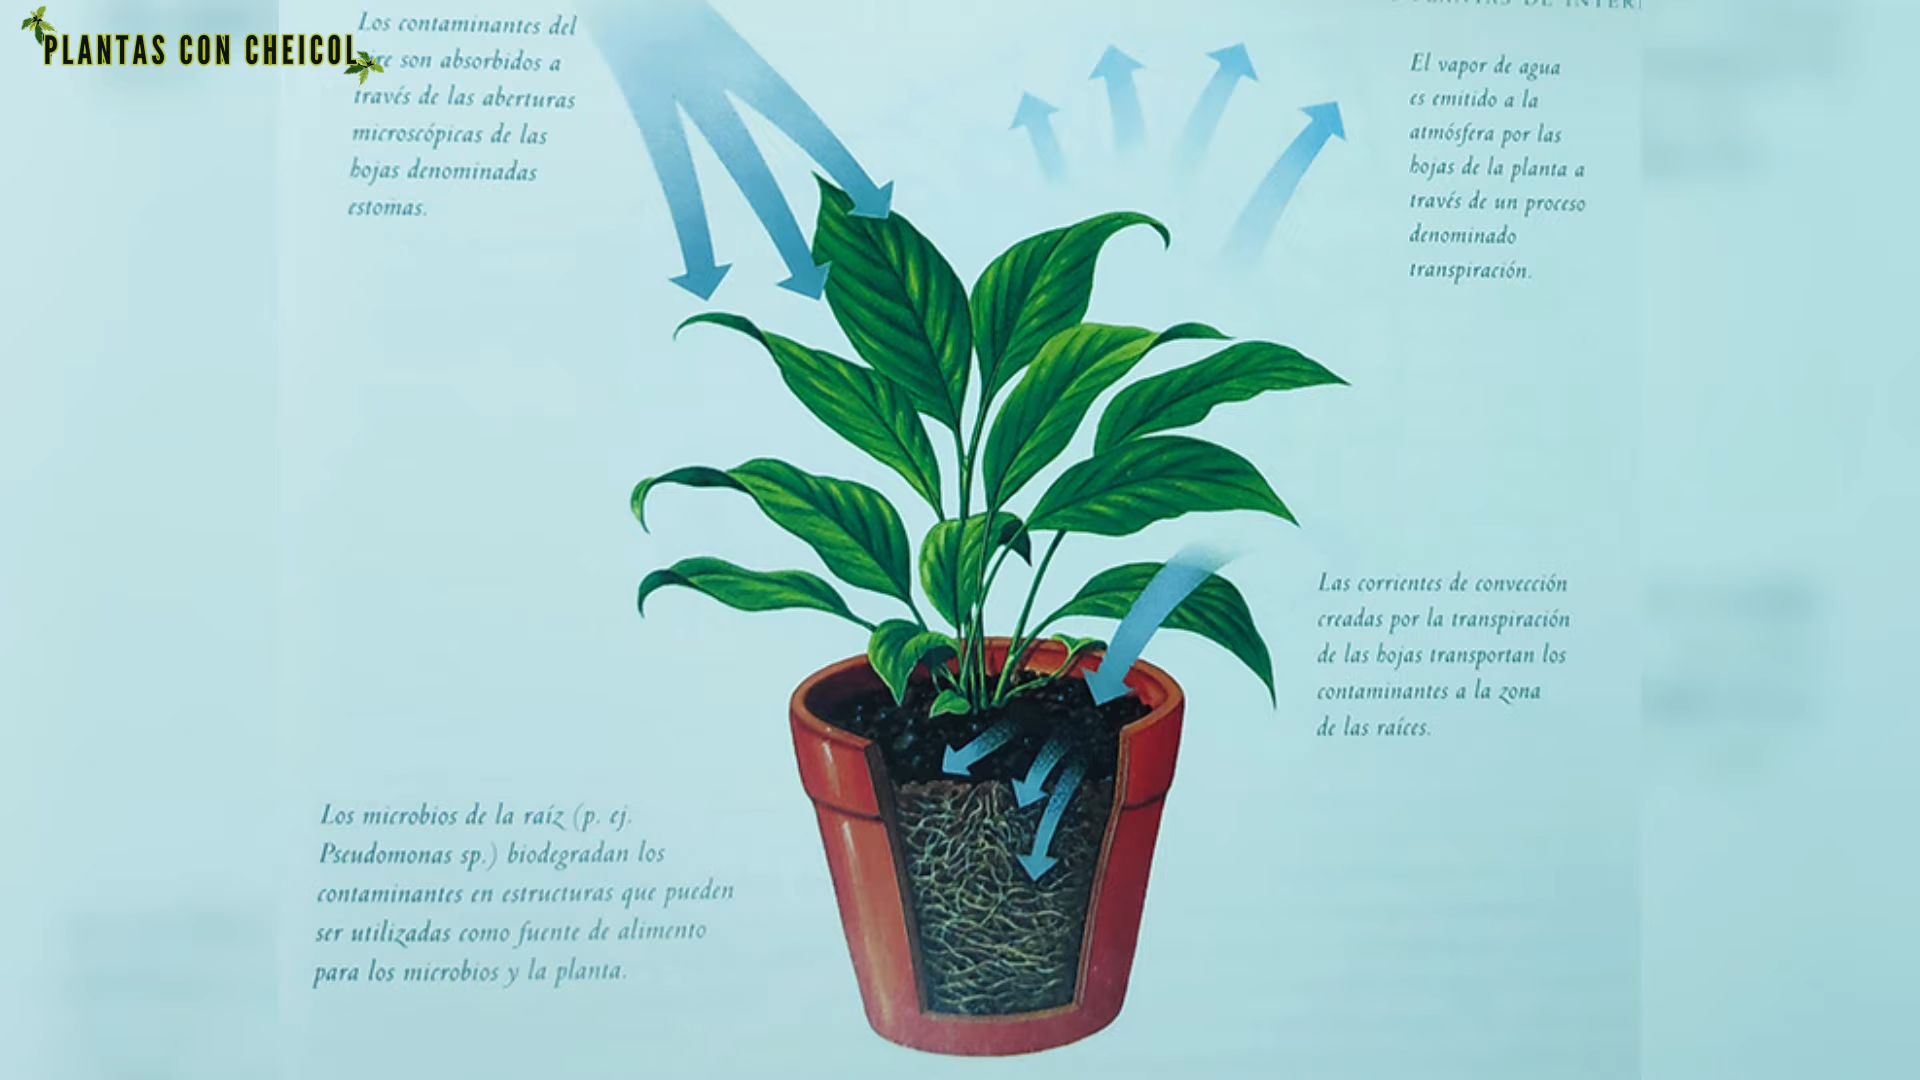 PLANTAS CON CHEICOL
Los contaminantes del
son absorbidos a
través de las aberturas
microscópicas de las
hojas denominadas
estomas.
PLANTAS DE
El vapor de agua
es emitido a la
atmósfera por las
hojas de la planta a
través de un proceso
denominado
transpiración.
Las corrientes de convección
creadas por la transpiración
de las hojas transportan los
contaminantes a la zona
de las raíces.
Los microbios de la raíz (p. ej.
Pseudomonas sp.) biodegradan los
contaminantes en estructuras que pueden
ser utilizadas como fuente de alimento
para los microbios y la planta.